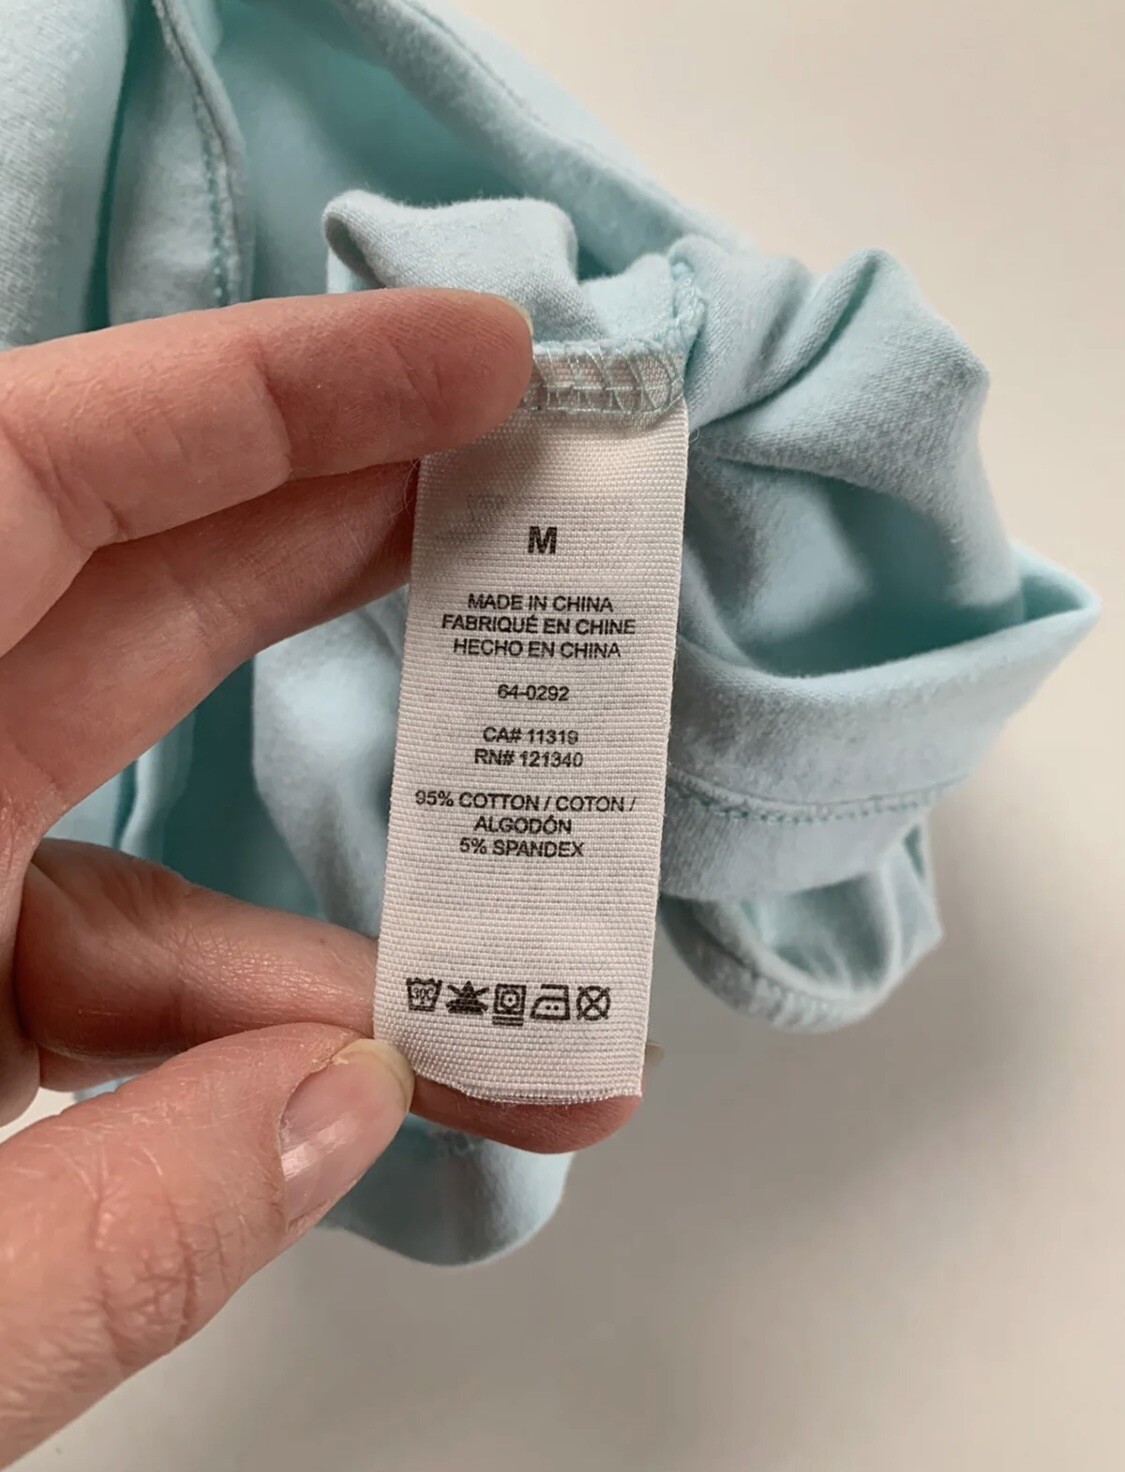 M
MADE IN CHINA
FABRIQUÉ EN CHINE
HECHO EN CHINA
64-0292
CA# 11319
RN# 121340
95% COTTON / COTON /
ALGODÓN
5% SPANDEX
30C